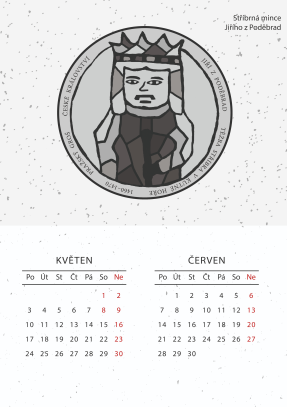 Stříbrná mince
Jiřího z Poděbrad
ČESKÉ KRÁLOVSTVÍ
JIŘÍ Z PODĚBRAD
TĚŽBA STŘÍBRA V KUTNÉ HOŘE
1460–1470
PRAŽSKÝ GROŠ
KVĚTEN
Po Út St Čt Pá So Ne
1 2
3 4 5 6 7 8 9
10 11 12 13 14 15 16
17 18 19 20 21 22 23
24 25 26 27 28 29 30
ČERVEN
Po Út St Čt Pá So Ne
1 2 3 4 5 6
7 8 9 10 11 12 13
14 15 16 17 18 19 20
21 22 23 24 25 26 27
28 29 30